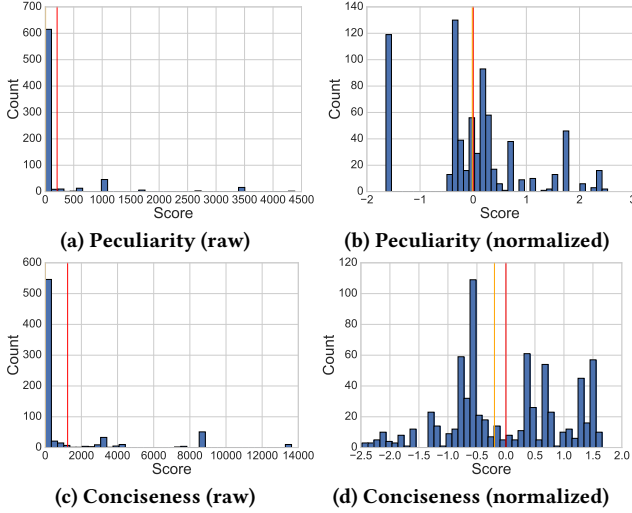 700
600
500
400
300
200
100
0
Count
0 500 1000 1500 2000 2500 3000 3500 4000 4500
Score
(a) Peculiarity (raw)
140
120
100
80
60
40
20
0
Count
−2 −1 0 1 2 3
Score
(b) Peculiarity (normalized)
600
500
400
300
200
100
0
Count
0 2000 4000 6000 8000 10000 12000 14000
Score
(c) Conciseness (raw)
120
100
80
60
40
20
0
Count
−2.5 −2.0 −1.5 −1.0 −0.5 0.0 0.5 1.0 1.5 2.0
Score
(d) Conciseness (normalized)